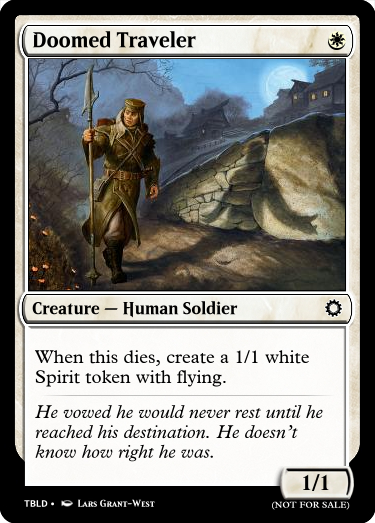 Doomed Traveler
Creature — Human Soldier
When this dies, create a 1/1 white
Spirit token with flying.
He vowed he would never rest until he
reached his destination. He doesn't
know how right he was.
1/1
TBLD • Lars Grant-West
(NOT FOR SALE)